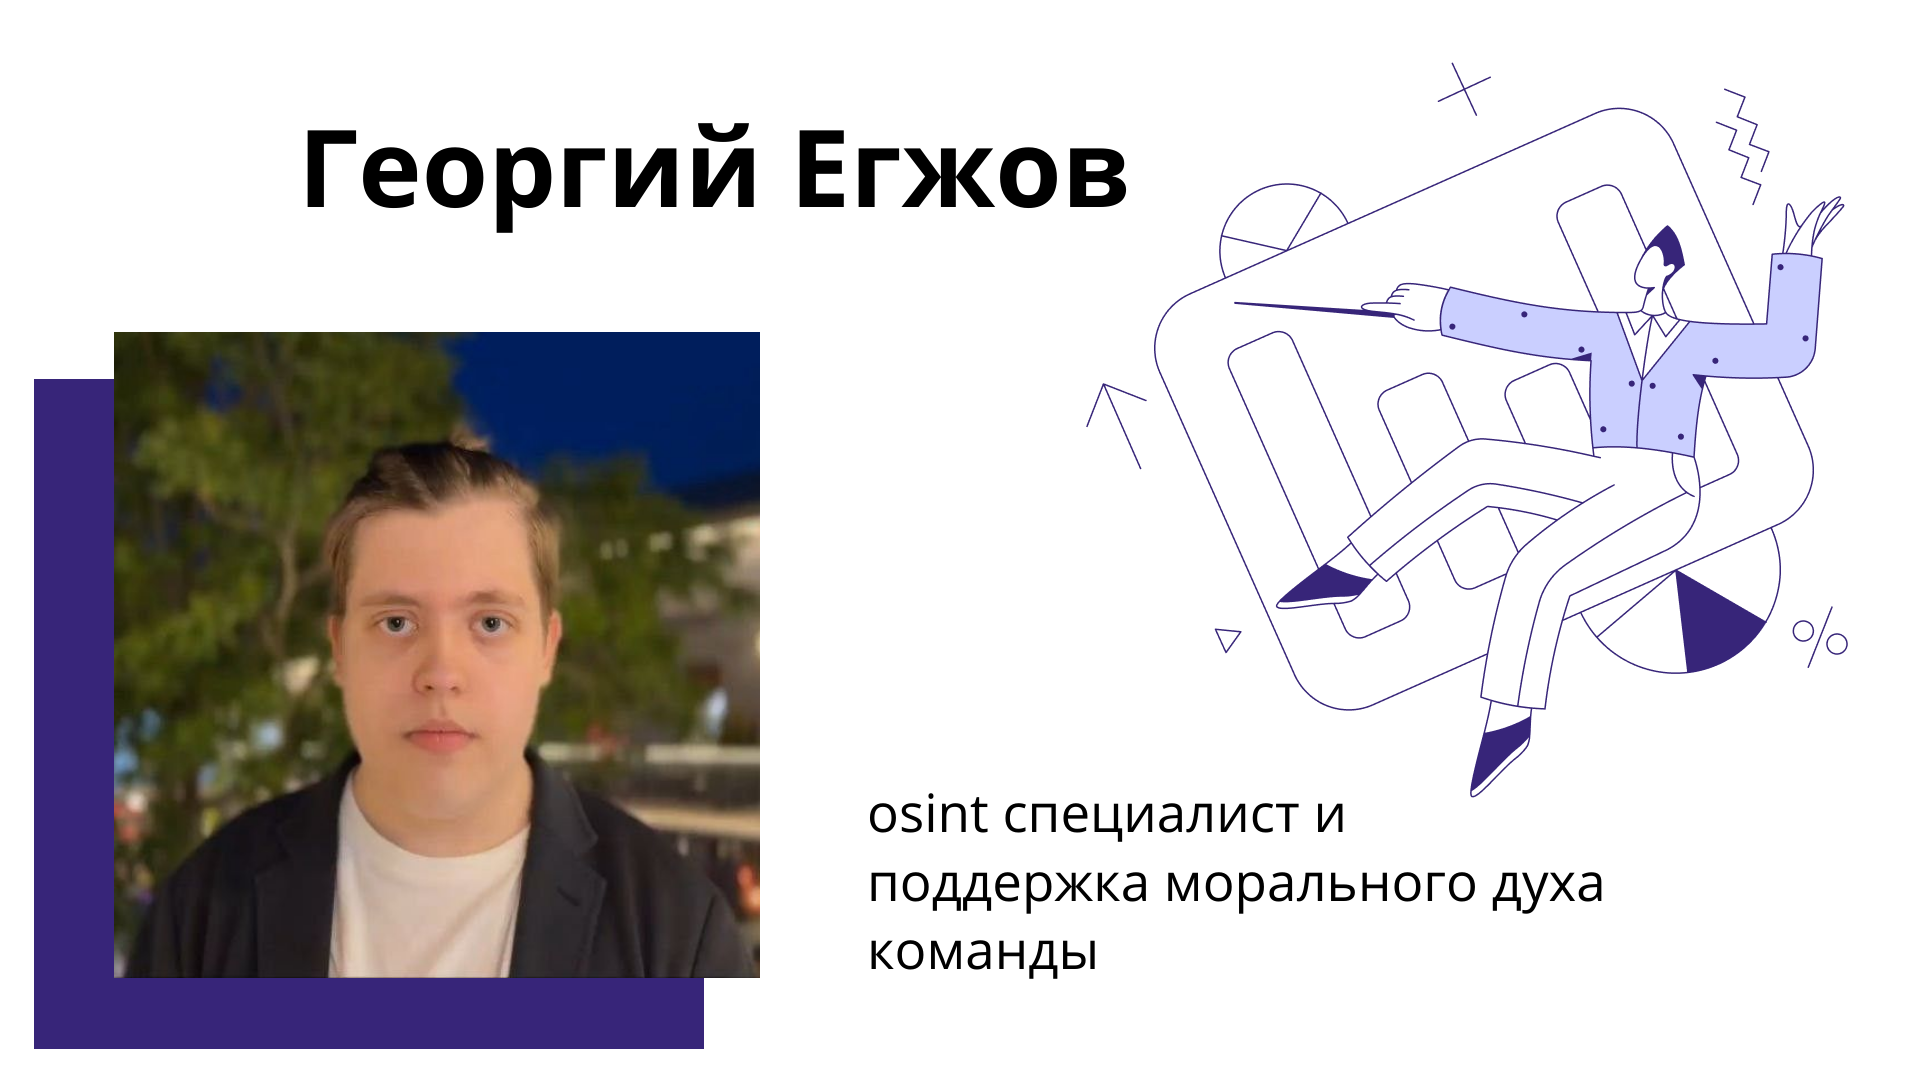 Георгий Егжов
osint специалист и
поддержка морального духа
команды